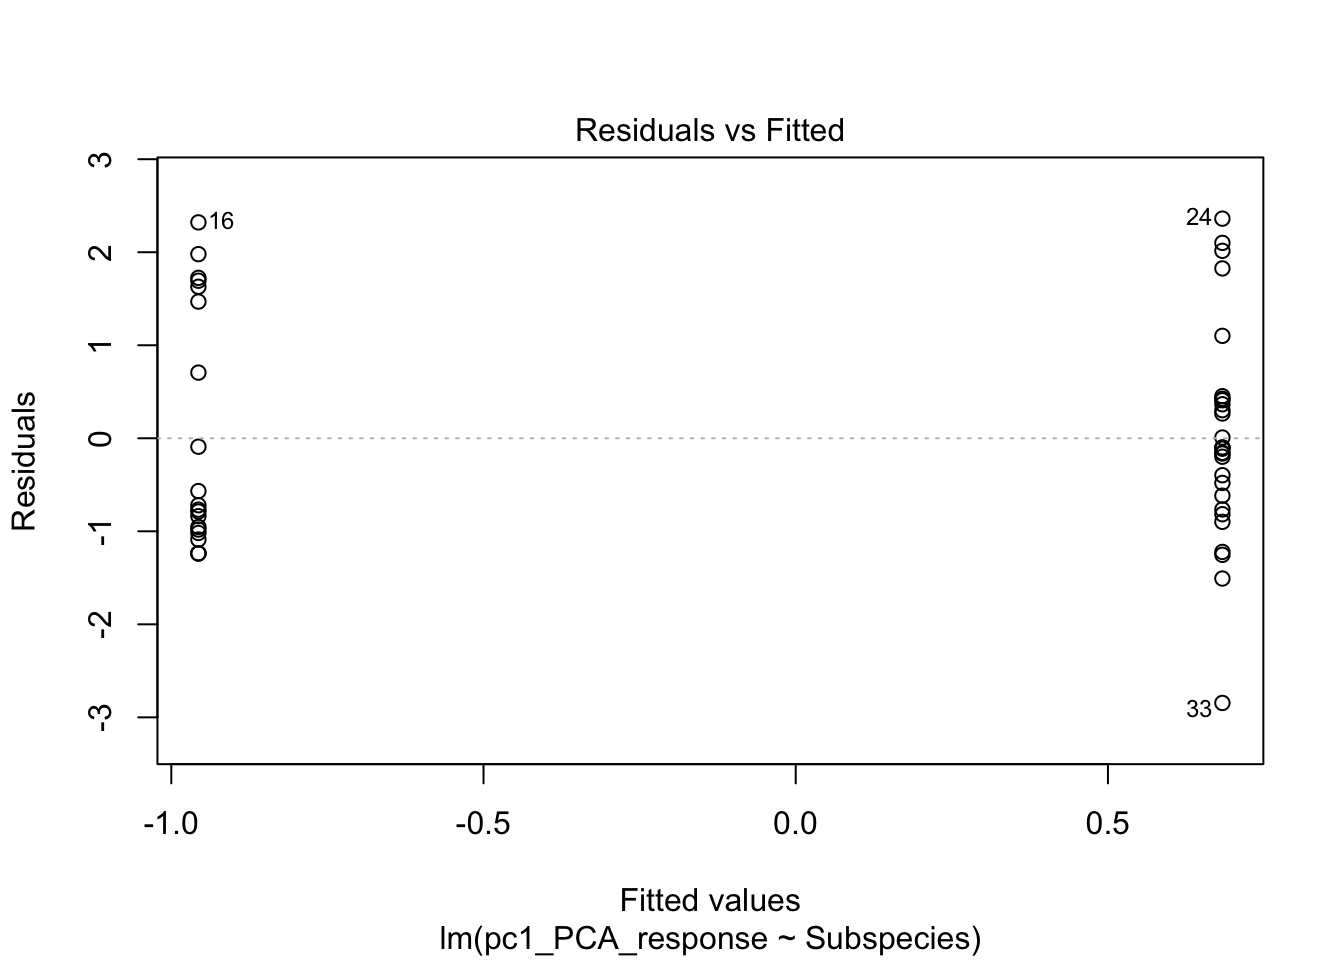 Residuals vs Fitted
3
2
1
0
-1
-2
-3
Residuals
16
24
33
-1.0 -0.5 0.0 0.5
Fitted values
lm(pc1_PCA_response ~ Subspecies)